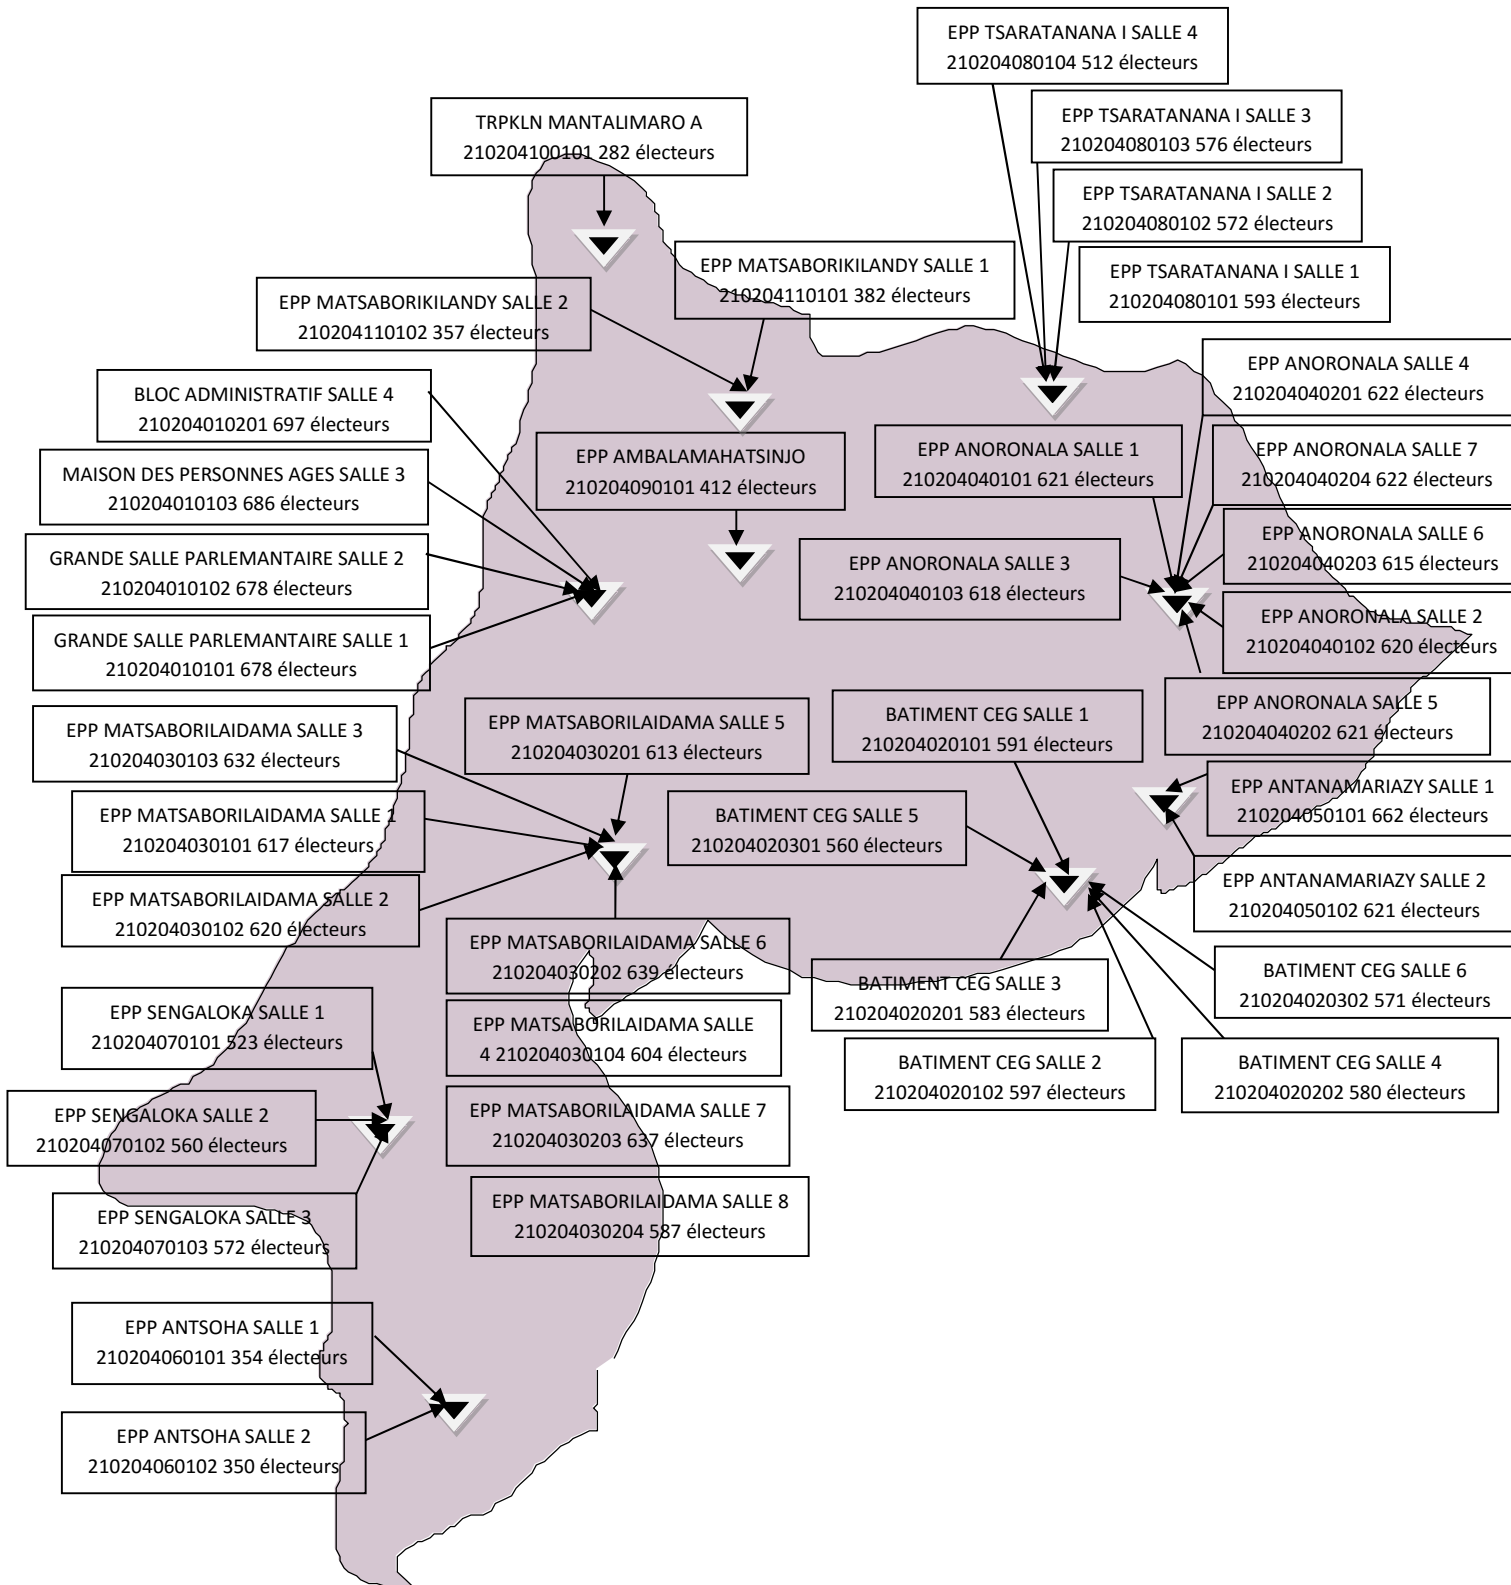 EPP TSARATANANA I SALLE 4
210204080104 512 électeurs
TRPKLN MANTALIMARO A
210204100101 282 électeurs
EPP TSARATANANA I SALLE 3
210204080103 576 électeurs
EPP TSARATANANA I SALLE 2
210204080102 572 électeurs
EPP MATSABORIKILANDY SALLE 1
210204110101 382 électeurs
EPP TSARATANANA I SALLE 1
210204080101 593 électeurs
EPP MATSABORIKILANDY SALLE 2
210204110102 357 électeurs
EPP ANORONALA SALLE 4
210204040201 622 électeurs
BLOC ADMINISTRATIF SALLE 4
210204010201 697 électeurs
EPP AMBALAMAHATSINJO
210204090101 412 électeurs
EPP ANORONALA SALLE 1
210204040101 621 électeurs
EPP ANORONALA SALLE 7
210204040204 622 électeurs
MAISON DES PERSONNES AGES SALLE 3
210204010103 686 électeurs
EPP ANORONALA SALLE 6
210204040203 615 électeurs
GRANDE SALLE PARLEMANTAIRE SALLE 2
210204010102 678 électeurs
EPP ANORONALA SALLE 3
210204040103 618 électeurs
EPP ANORONALA SALLE 2
210204040102 620 électeurs
GRANDE SALLE PARLEMANTAIRE SALLE 1
210204010101 678 électeurs
EPP ANORONALA SALLE 5
210204040202 621 électeurs
EPP MATSABORILAIDAMA SALLE 3
210204030103 632 électeurs
EPP MATSABORILAIDAMA SALLE 5
210204030201 613 électeurs
BATIMENT CEG SALLE 1
210204020101 591 électeurs
EPP ANTANAMARIAZY SALLE 1
210204050101 662 électeurs
EPP MATSABORILAIDAMA SALLE 1
210204030101 617 électeurs
BATIMENT CEG SALLE 5
210204020301 560 électeurs
EPP MATSABORILAIDAMA SALLE 2
210204030102 620 électeurs
EPP ANTANAMARIAZY SALLE 2
210204050102 621 électeurs
EPP MATSABORILAIDAMA SALLE 6
210204030202 639 électeurs
BATIMENT CEG SALLE 3
210204020201 583 électeurs
BATIMENT CEG SALLE 6
210204020302 571 électeurs
EPP SENGALOKA SALLE 1
210204070101 523 électeurs
EPP MATSABORILAIDAMA SALLE
4 210204030104 604 électeurs
BATIMENT CEG SALLE 2
210204020102 597 électeurs
BATIMENT CEG SALLE 4
210204020202 580 électeurs
EPP SENGALOKA SALLE 2
210204070102 560 électeurs
EPP MATSABORILAIDAMA SALLE 7
210204030203 637 électeurs
EPP SENGALOKA SALLE 3
210204070103 572 électeurs
EPP MATSABORILAIDAMA SALLE 8
210204030204 587 électeurs
EPP ANTSOHA SALLE 1
210204060101 354 électeurs
EPP ANTSOHA SALLE 2
210204060102 350 électeurs